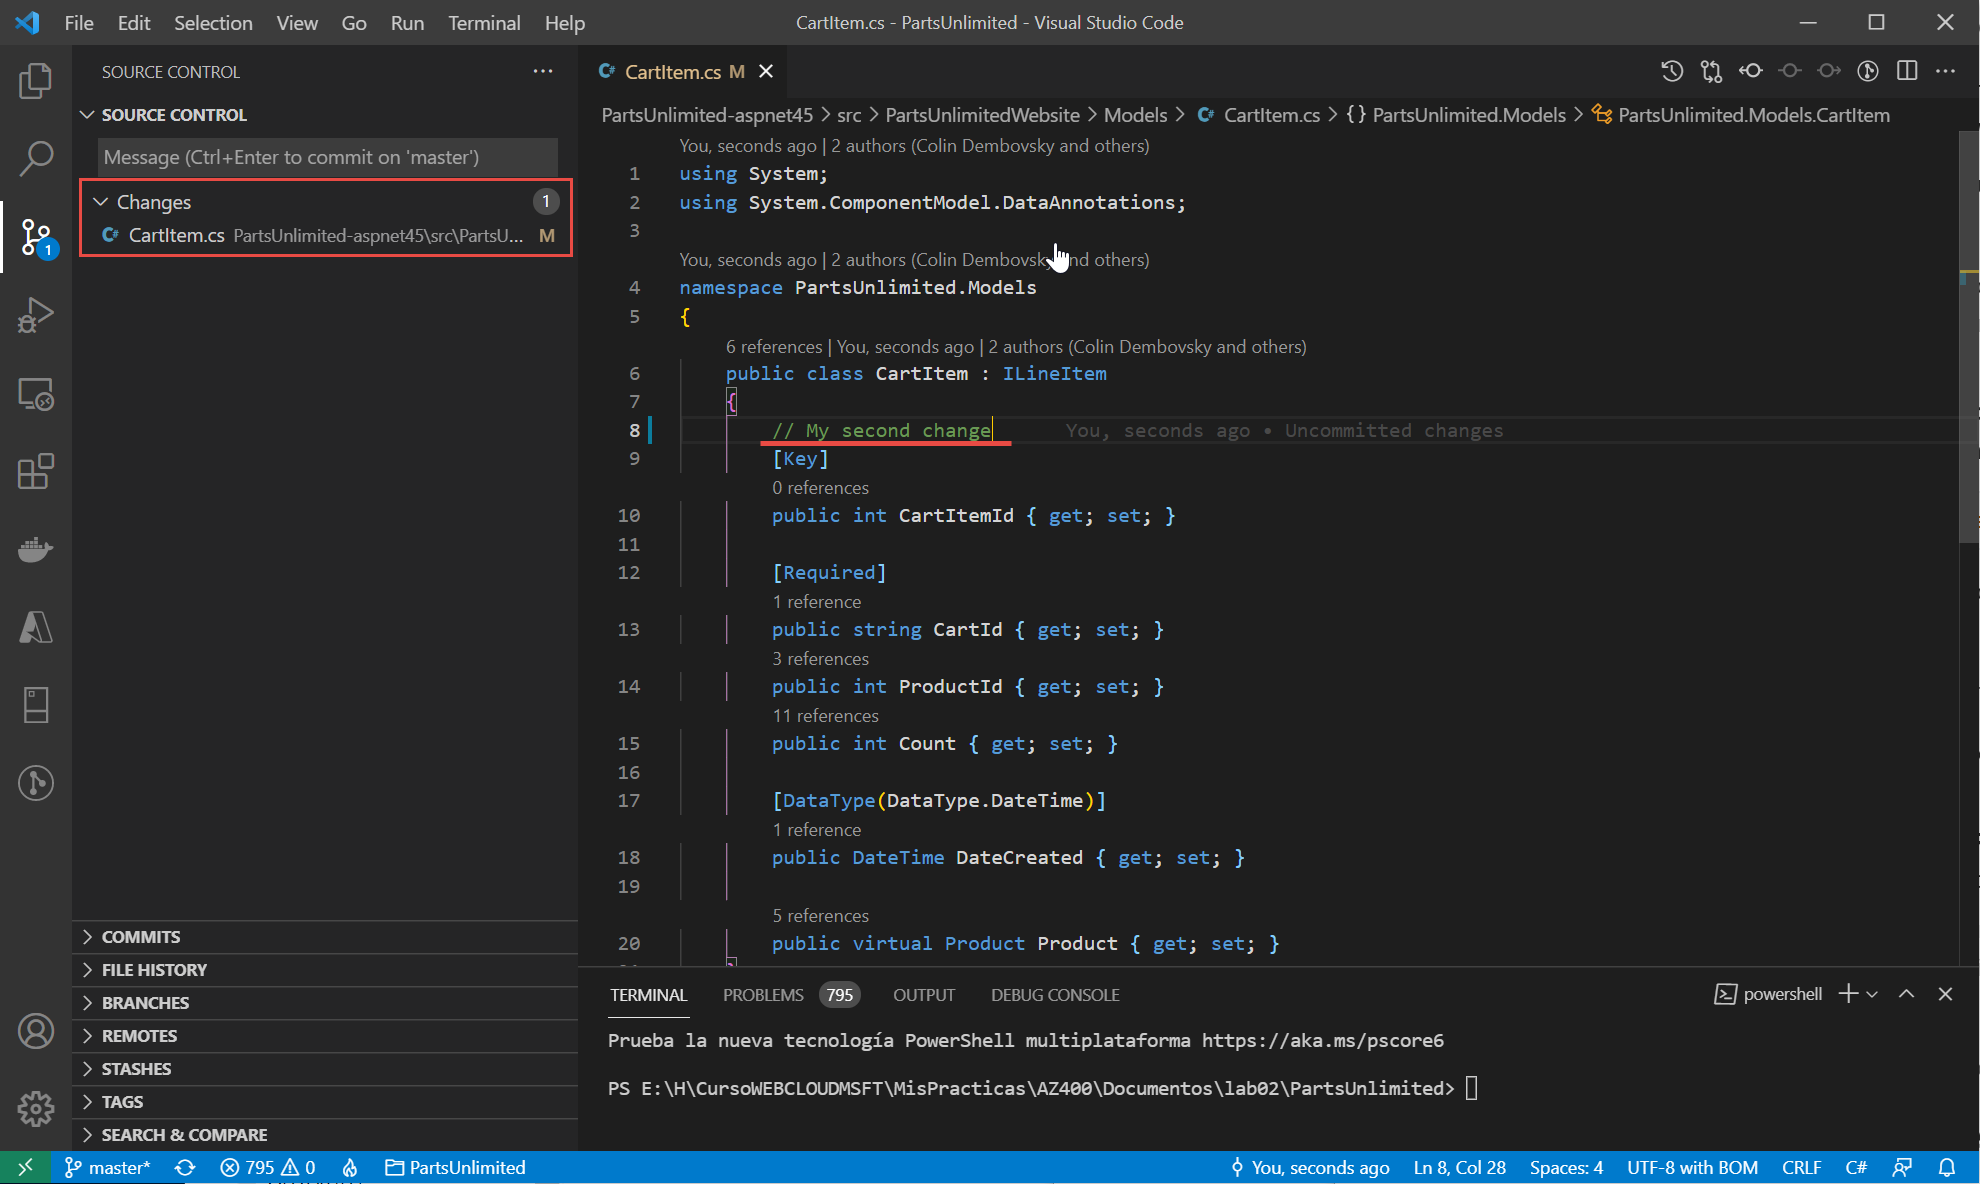 File Edit Selection View Go Run Terminal Help
CartItem.cs - PartsUnlimited - Visual Studio Code
SOURCE CONTROL
SOURCE CONTROL
Message (Ctrl+Enter to commit on 'master')
Changes 1
C# CartItem.cs PartsUnlimited-aspnet45\src\PartsU... M
1
COMMITS
FILE HISTORY
BRANCHES
REMOTES
STASHES
TAGS
SEARCH & COMPARE
C# CartItem.cs M
PartsUnlimited-aspnet45 > src > PartsUnlimitedWebsite > Models > C# CartItem.cs > {} PartsUnlimited.Models > PartsUnlimited.Models.CartItem
You, seconds ago | 2 authors (Colin Dembovsky and others)
1 using System;
2 using System.ComponentModel.DataAnnotations;
3
You, seconds ago | 2 authors (Colin Dembovsky and others)
4 namespace PartsUnlimited.Models
5 {
6 references | You, seconds ago | 2 authors (Colin Dembovsky and others)
6 public class CartItem : ILineItem
7 {
8 // My second change You, seconds ago • Uncommitted changes
9 [Key]
0 references
10 public int CartItemId { get; set; }
11
12 [Required]
1 reference
13 public string CartId { get; set; }
3 references
14 public int ProductId { get; set; }
11 references
15 public int Count { get; set; }
16
17 [DataType(DataType.DateTime)]
1 reference
18 public DateTime DateCreated { get; set; }
19
5 references
20 public virtual Product Product { get; set; }
TERMINAL PROBLEMS 795 OUTPUT DEBUG CONSOLE
powershell
Prueba la nueva tecnología PowerShell multiplataforma https://aka.ms/pscore6
PS E:\H\CursoWEBCLOUDMSFT\MisPracticas\AZ400\Documentos\lab02\PartsUnlimited>
master* 795 0 PartsUnlimited
You, seconds ago Ln 8, Col 28 Spaces: 4 UTF-8 with BOM CRLF C#